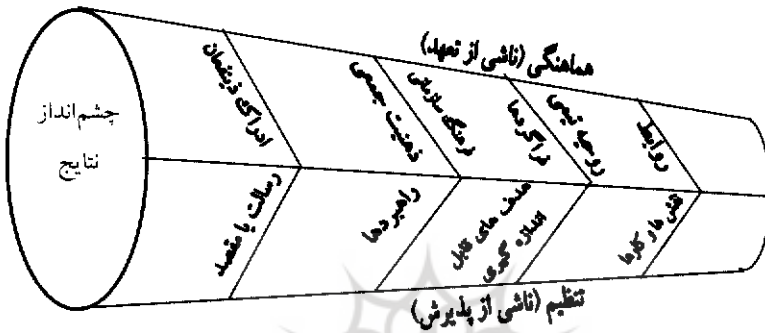 هماهنگی (ناشی از تعهد)
چشم‌انداز
نتایج
ادراک ذینفعان
ذهنیت جمعی
فرهنگ سازمانی
فراگردها
روحیه تیمی
روابط
رسالت یا مقصد
راهبردها
هدف های قابل
اندازه گیری
نقش ها و کارها
تنظیم (ناشی از پذیرش)